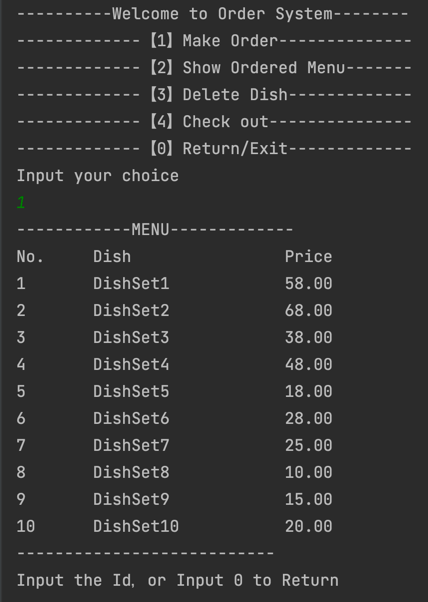 ----------Welcome to Order System--------
-------------【1】Make Order--------------
-------------【2】Show Ordered Menu-------
-------------【3】Delete Dish-------------
-------------【4】Check out---------------
-------------【0】Return/Exit-------------
Input your choice
1
------------MENU-------------
No. Dish Price
1 DishSet1 58.00
2 DishSet2 68.00
3 DishSet3 38.00
4 DishSet4 48.00
5 DishSet5 18.00
6 DishSet6 28.00
7 DishSet7 25.00
8 DishSet8 10.00
9 DishSet9 15.00
10 DishSet10 20.00
---------------------------
Input the Id, or Input 0 to Return